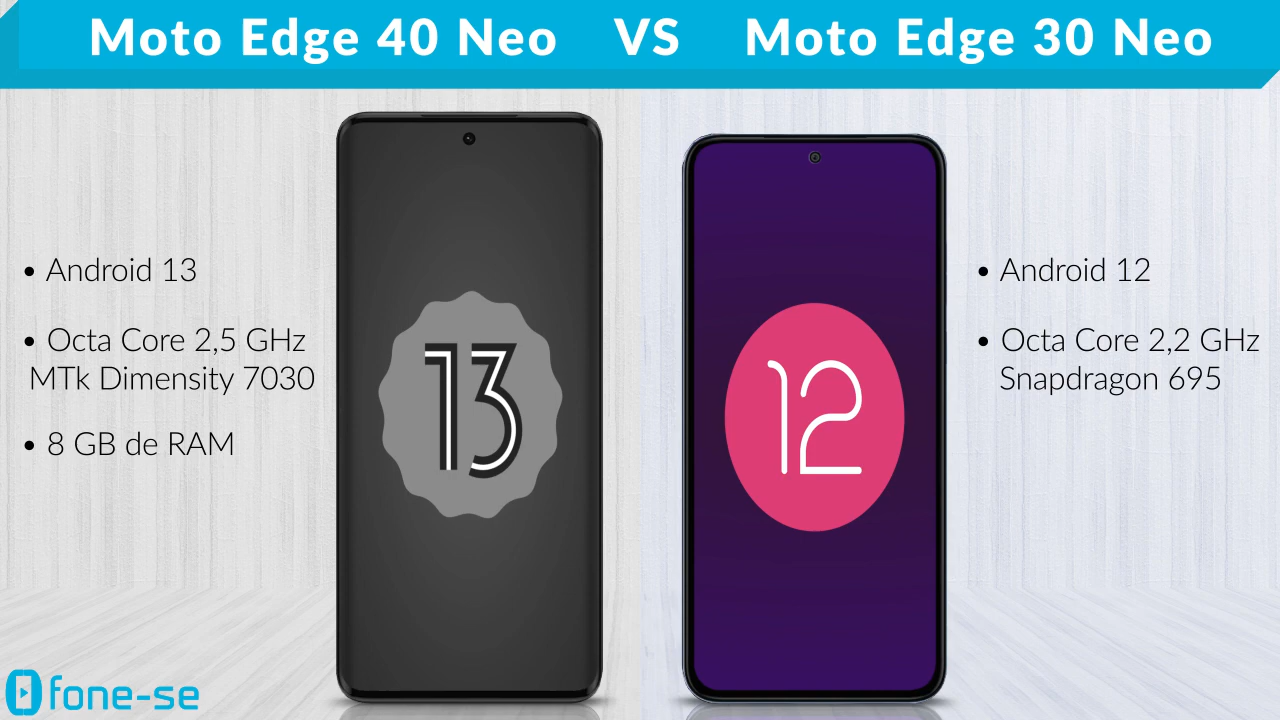 Moto Edge 40 Neo VS Moto Edge 30 Neo
• Android 13
• Octa Core 2,5 GHz
MTk Dimensity 7030
• 8 GB de RAM
13
12
• Android 12
• Octa Core 2,2 GHz
Snapdragon 695
fone-se